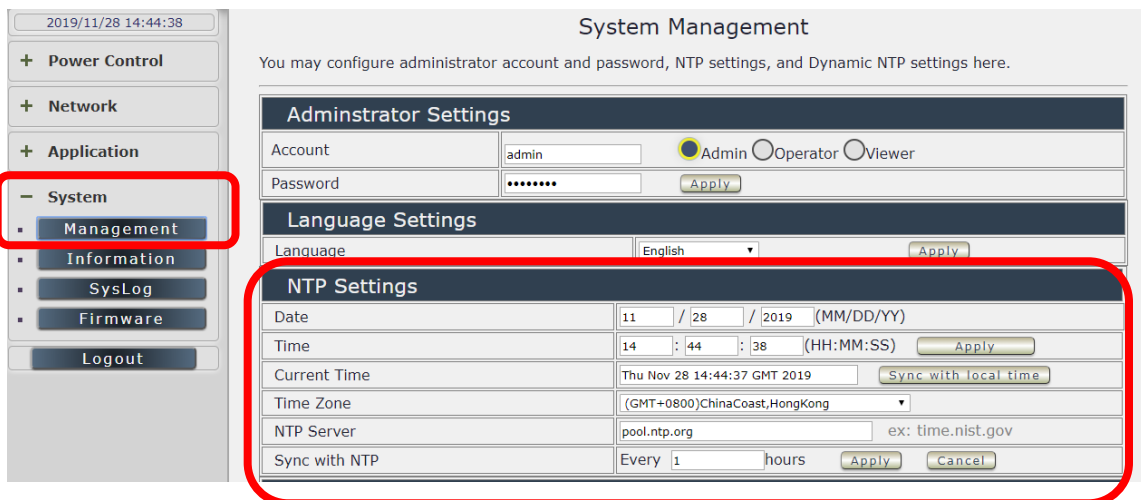 2019/11/28 14:44:38
+ Power Control
+ Network
+ Application
− System
▪ Management
▪ Information
▪ SysLog
▪ Firmware
Logout
System Management
You may configure administrator account and password, NTP settings, and Dynamic NTP settings here.
Adminstrator Settings
Account admin Admin Operator Viewer
Password •••••••• Apply
Language Settings
Language English Apply
NTP Settings
Date 11 / 28 / 2019 (MM/DD/YY)
Time 14 : 44 : 38 (HH:MM:SS) Apply
Current Time Thu Nov 28 14:44:37 GMT 2019 Sync with local time
Time Zone (GMT+0800)ChinaCoast,HongKong
NTP Server pool.ntp.org ex: time.nist.gov
Sync with NTP Every 1 hours Apply Cancel